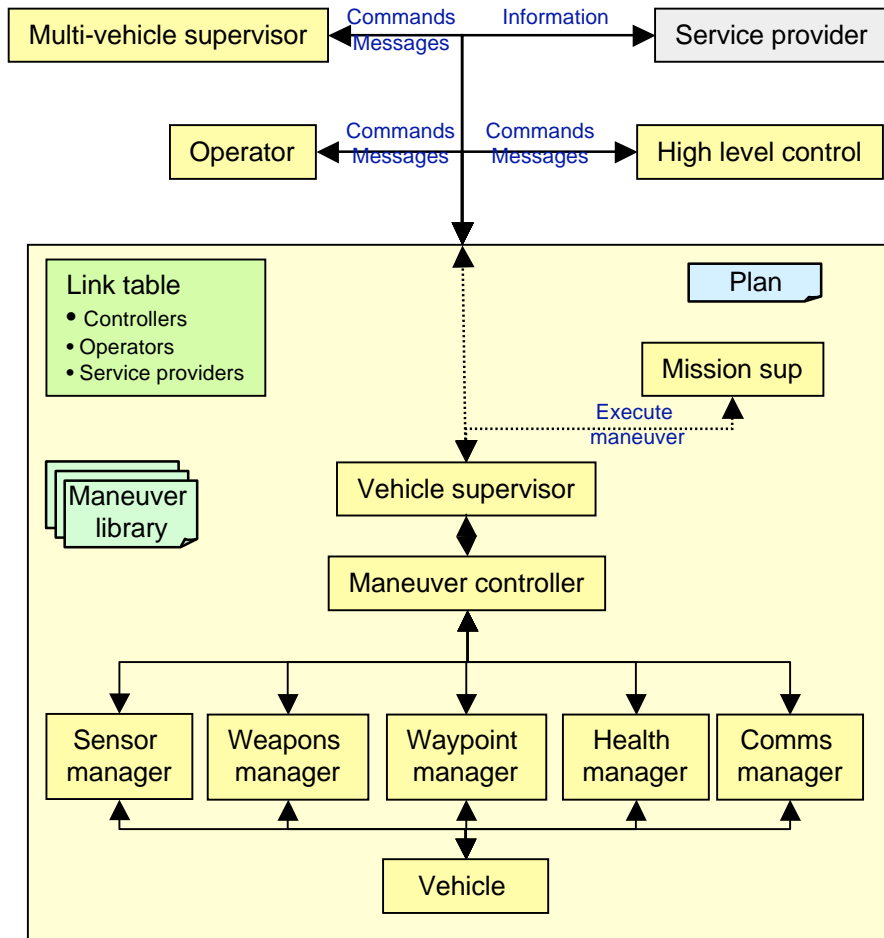 Multi-vehicle supervisor
Commands
Messages
Information
Service provider
Operator
Commands
Messages
Commands
Messages
High level control
Link table
• Controllers
• Operators
• Service providers
Plan
Mission sup
Execute
maneuver
Maneuver
library
Vehicle supervisor
Maneuver controller
Sensor
manager
Weapons
manager
Waypoint
manager
Health
manager
Comms
manager
Vehicle